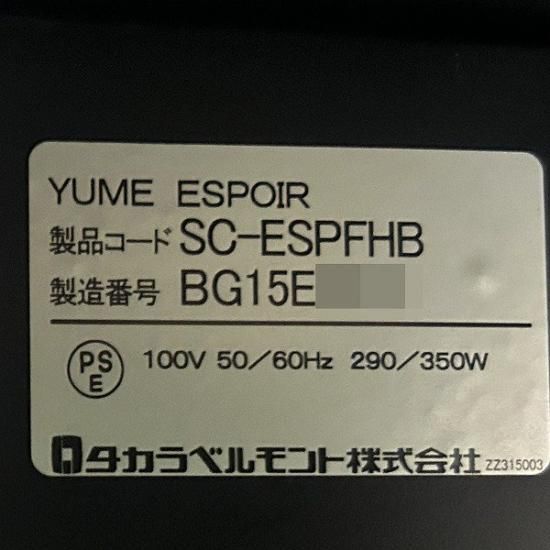 YUME ESPOIR
製品コード SC-ESPFHB
製造番号 BG15E
PS E 100V 50/60Hz 290/350W
タカラベルモント株式会社 ZZ315003